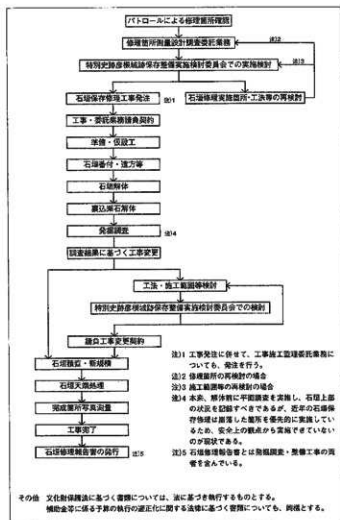 パトロールによる修理箇所確認
修理箇所測量設計調査委託業務
注)2
特別史跡彦根城跡保存整備実施検討委員会での実施検討
注)3
石垣保存修理工事発注
注)1
石垣修理実施箇所・工法等の再検討
工事・委託業務請負契約
準備・仮設工
石垣番付・遣方等
石垣解体
裏込栗石解体
発掘調査
注)4
調査結果に基づく工事変更
工法・施工範囲等検討
特別史跡彦根城跡保存整備実施検討委員会での検討
請負工事変更契約
石垣積直・新規積
石垣天端処理
完成箇所写真測量
工事完了
石垣修理報告書の発行
注)5
注)1 工事発注に併せて、工事施工監理委託業務に
ついても、発注を行う。
注)2 修理箇所の再検討の場合
注)3 施工範囲等の再検討の場合
注)4 本来、解体前に平面調査を実施し、石垣上部
の状況を記録すべきであるが、近年の石垣保存
修理は崩落した箇所を優先的に実施してい
るため、安全上の観点から実施できていない
のが現状である。
注)5 石垣修理報告書とは発掘調査・整備工事の両
者を含んでいる。
その他 文化財保護法に基づく書類については、法に基づき執行するものとする。
補助金等に係る予算の執行の適正化に関する法律に基づく書類についても、同様とする。